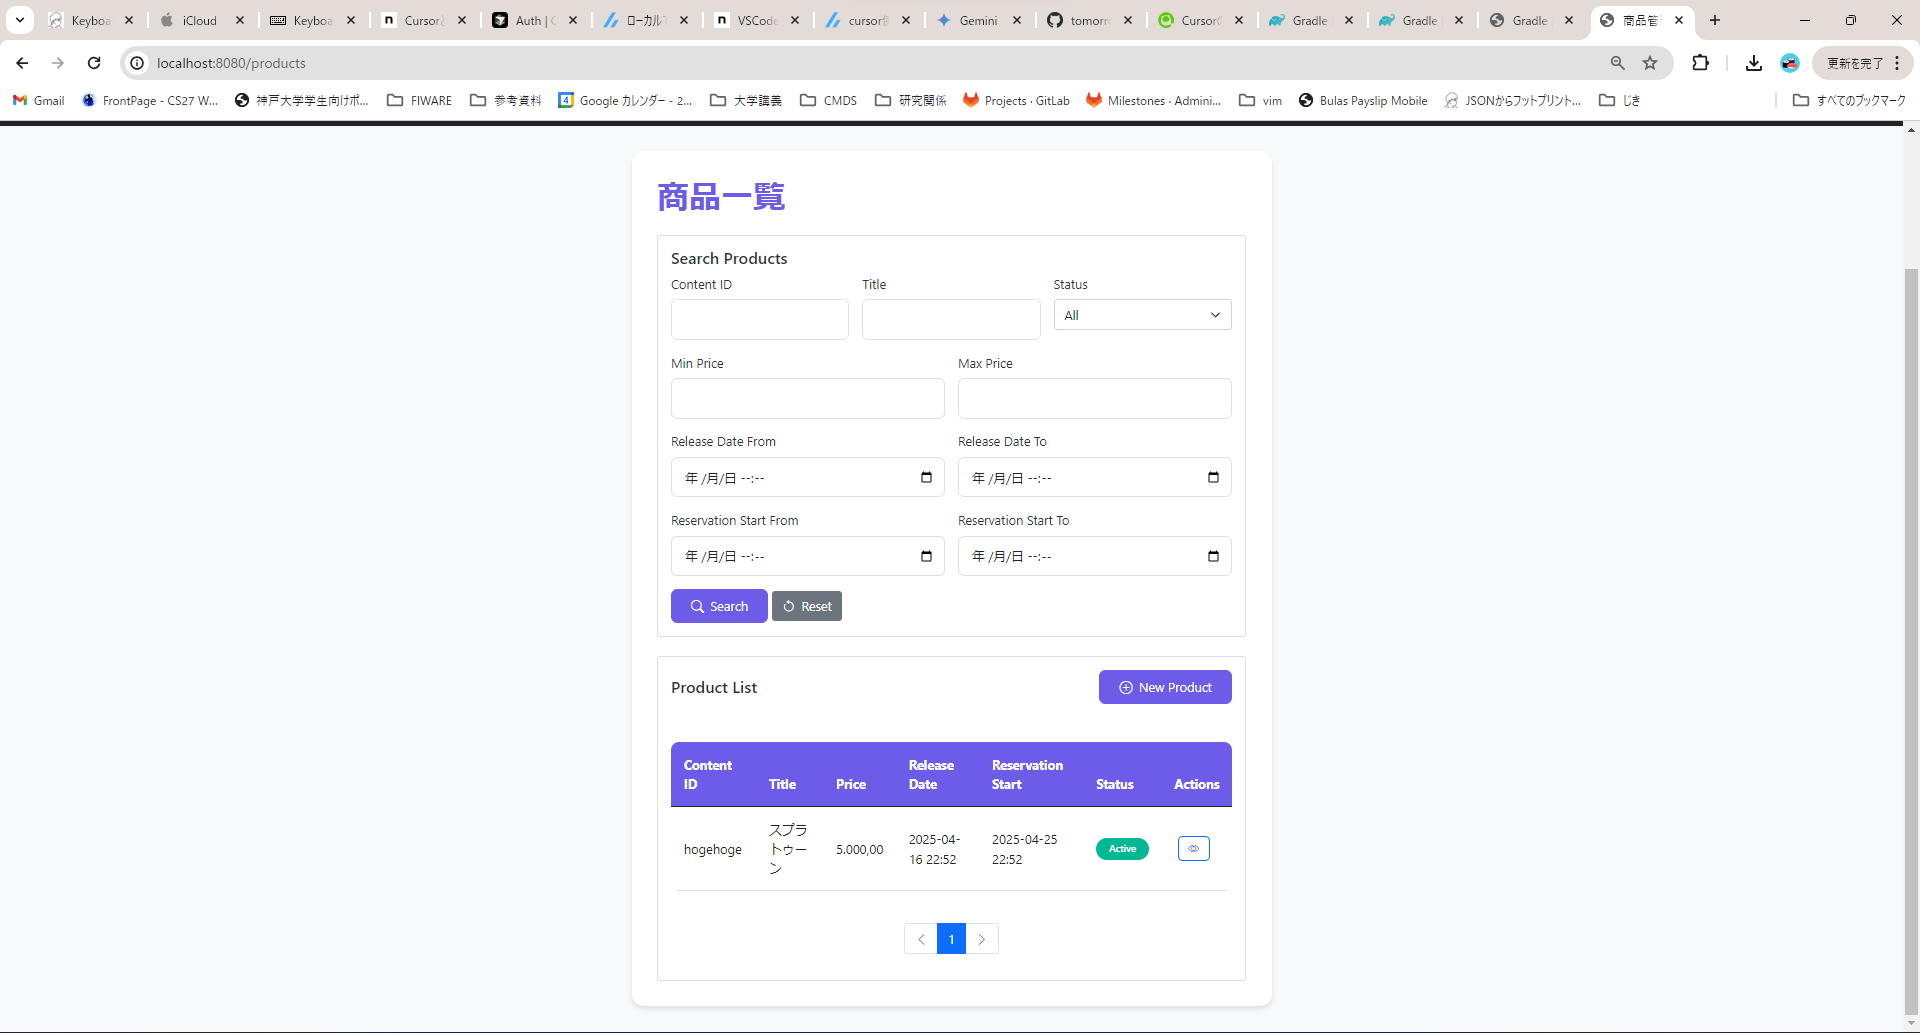 Keyboa
iCloud
Keyboa
Cursor
Auth |
ローカル
VSCode
cursor
Gemini
tomorr
Cursor
Gradle
Gradle
Gradle
商品管
localhost:8080/products
更新を完了
Gmail
FrontPage - CS27 W...
神戸大学学生向けポ...
FIWARE
参考資料
Google カレンダー - 2...
大学講義
CMDS
研究関係
Projects · GitLab
Milestones · Admini...
vim
Bulas Payslip Mobile
JSONからフットプリント...
じき
すべてのブックマーク
商品一覧
Search Products
Content ID
Title
Status
All
Min Price
Max Price
Release Date From
Release Date To
年 /月/日 --:--
年 /月/日 --:--
Reservation Start From
Reservation Start To
年 /月/日 --:--
年 /月/日 --:--
Search
Reset
Product List
New Product
Content ID
Title
Price
Release Date
Reservation Start
Status
Actions
hogehoge
スプラトゥーン
5.000,00
2025-04-16 22:52
2025-04-25 22:52
Active
1